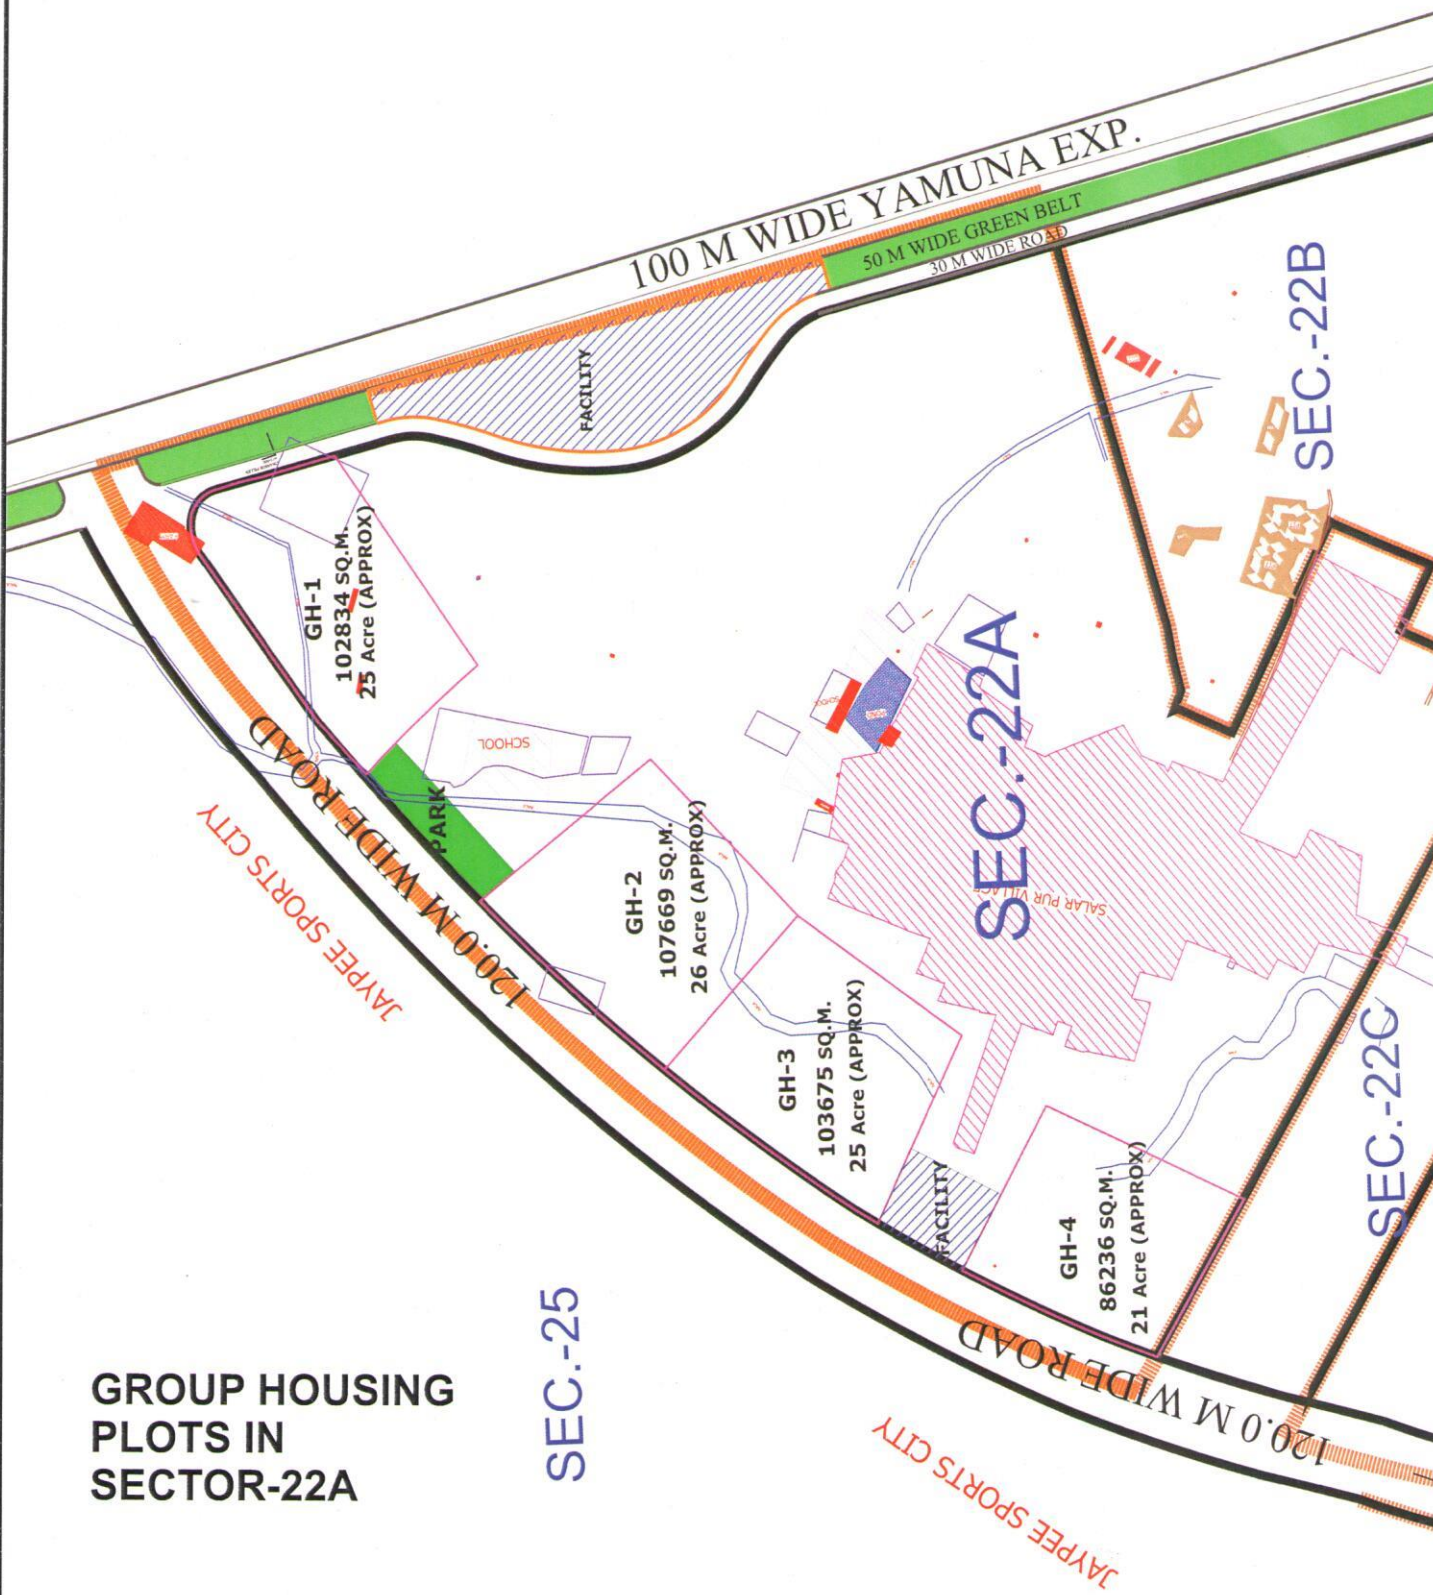 100 M WIDE YAMUNA EXP.
50 M WIDE GREEN BELT
30 M WIDE ROAD
FACILITY
SEC.-22B
GH-1
102834 SQ.M.
25 Acre (APPROX)
SCHOOL
SCHOOL
PARK
120.0 M WIDE ROAD
JAYPEE SPORTS CITY
SEC.-22A
SALAR PUR VILLAGE
GH-2
107669 SQ.M.
26 Acre (APPROX)
GH-3
103675 SQ.M.
25 Acre (APPROX)
FACILITY
GH-4
86236 SQ.M.
21 Acre (APPROX)
SEC.-22C
120.0 M WIDE ROAD
JAYPEE SPORTS CITY
SEC.-25
GROUP HOUSING
PLOTS IN
SECTOR-22A